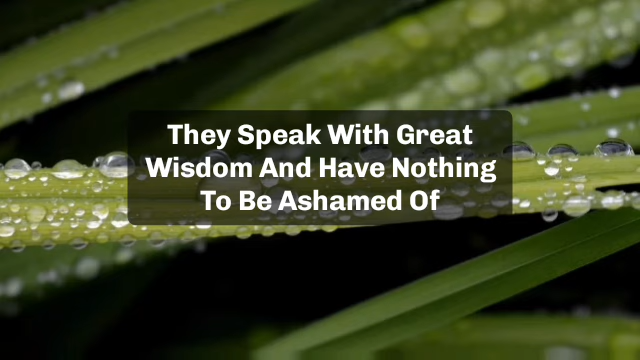 They Speak With Great
Wisdom And Have Nothing
To Be Ashamed Of